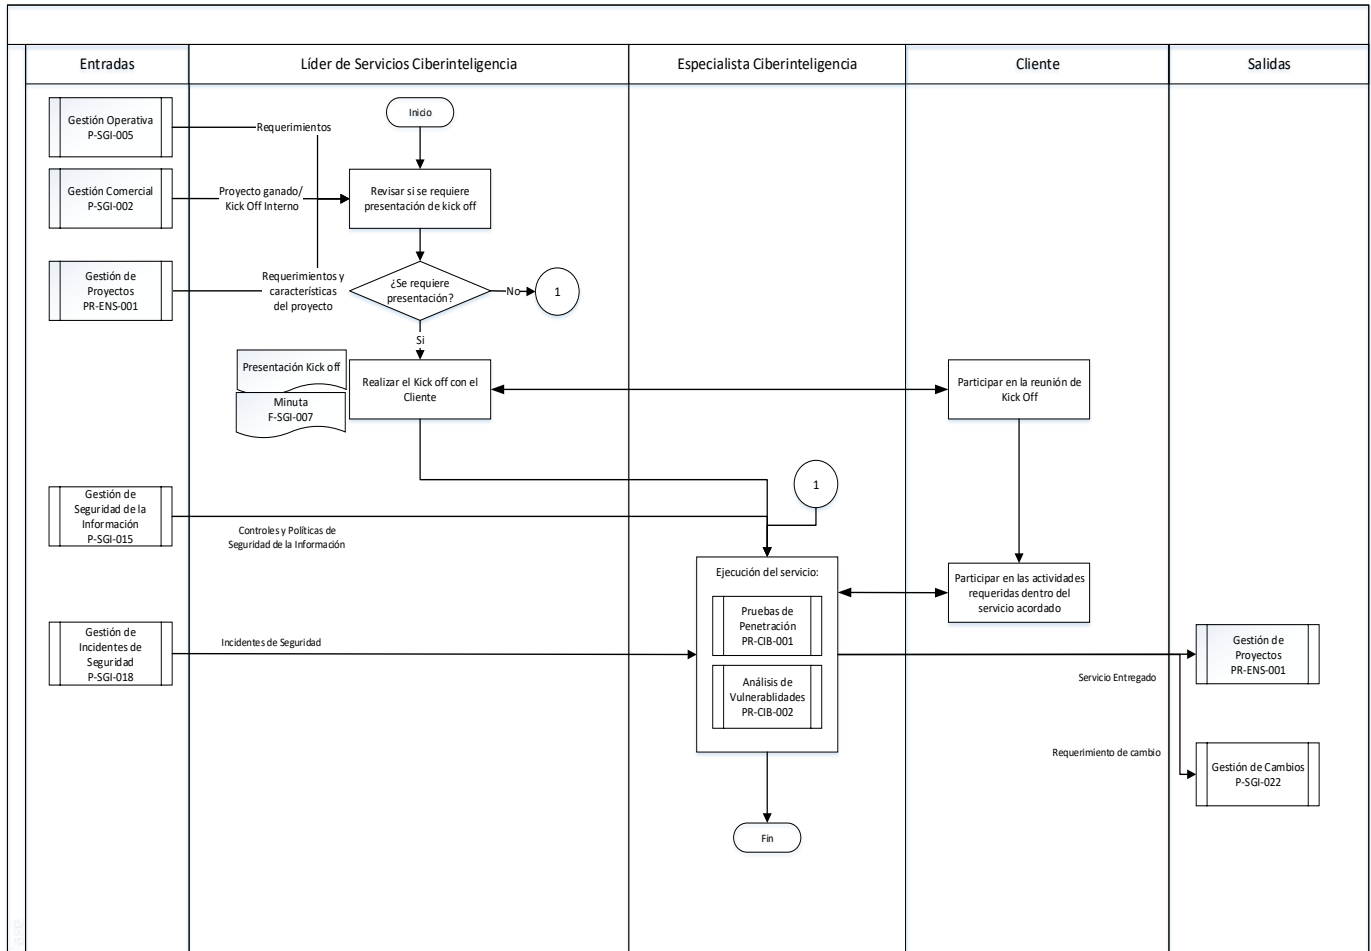 Entradas
Líder de Servicios Ciberinteligencia
Especialista Ciberinteligencia
Cliente
Salidas
Gestión Operativa
P-SGI-005
Requerimientos
Inicio
Gestión Comercial
P-SGI-002
Proyecto ganado/
Kick Off Interno
Revisar si se requiere
presentación de kick off
Gestión de
Proyectos
PR-ENS-001
Requerimientos y
características
del proyecto
¿Se requiere
presentación?
No
1
Si
Presentación Kick off
Minuta
F-SGI-007
Realizar el Kick off con el
Cliente
Participar en la reunión de
Kick Off
Gestión de
Seguridad de la
Información
P-SGI-015
Controles y Políticas de
Seguridad de la Información
1
Ejecución del servicio:
Pruebas de
Penetración
PR-CIB-001
Análisis de
Vulnerablidades
PR-CIB-002
Participar en las actividades
requeridas dentro del
servicio acordado
Gestión de
Incidentes de
Seguridad
P-SGI-018
Incidentes de Seguridad
Servicio Entregado
Gestión de
Proyectos
PR-ENS-001
Requerimiento de cambio
Gestión de Cambios
P-SGI-022
Fin